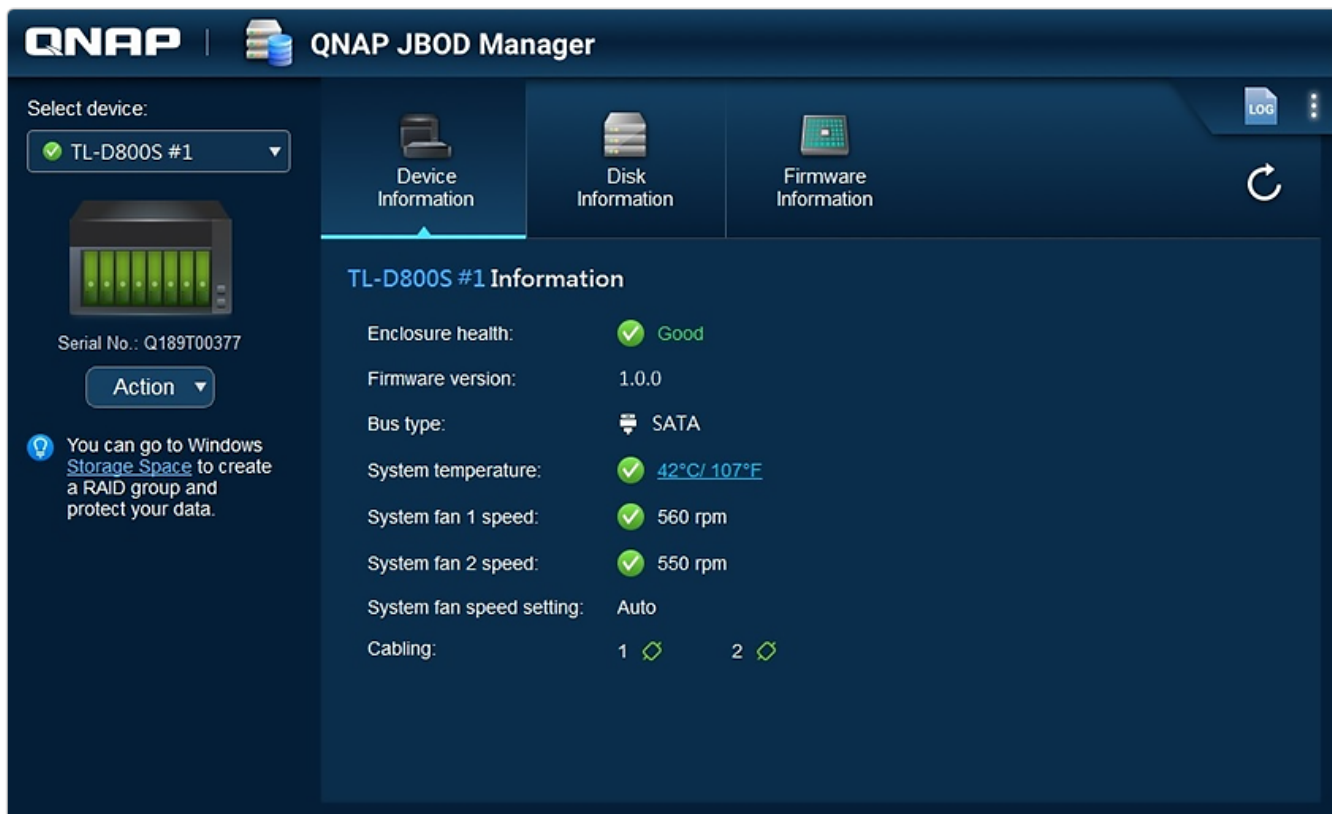 QNAP
QNAP JBOD Manager
Select device:
TL-D800S #1
Serial No.: Q189T00377
Action
You can go to Windows
Storage Space to create
a RAID group and
protect your data.
Device
Information
Disk
Information
Firmware
Information
LOG
TL-D800S #1 Information
Enclosure health: Good
Firmware version: 1.0.0
Bus type: SATA
System temperature: 42°C/ 107°F
System fan 1 speed: 560 rpm
System fan 2 speed: 550 rpm
System fan speed setting: Auto
Cabling: 1 2